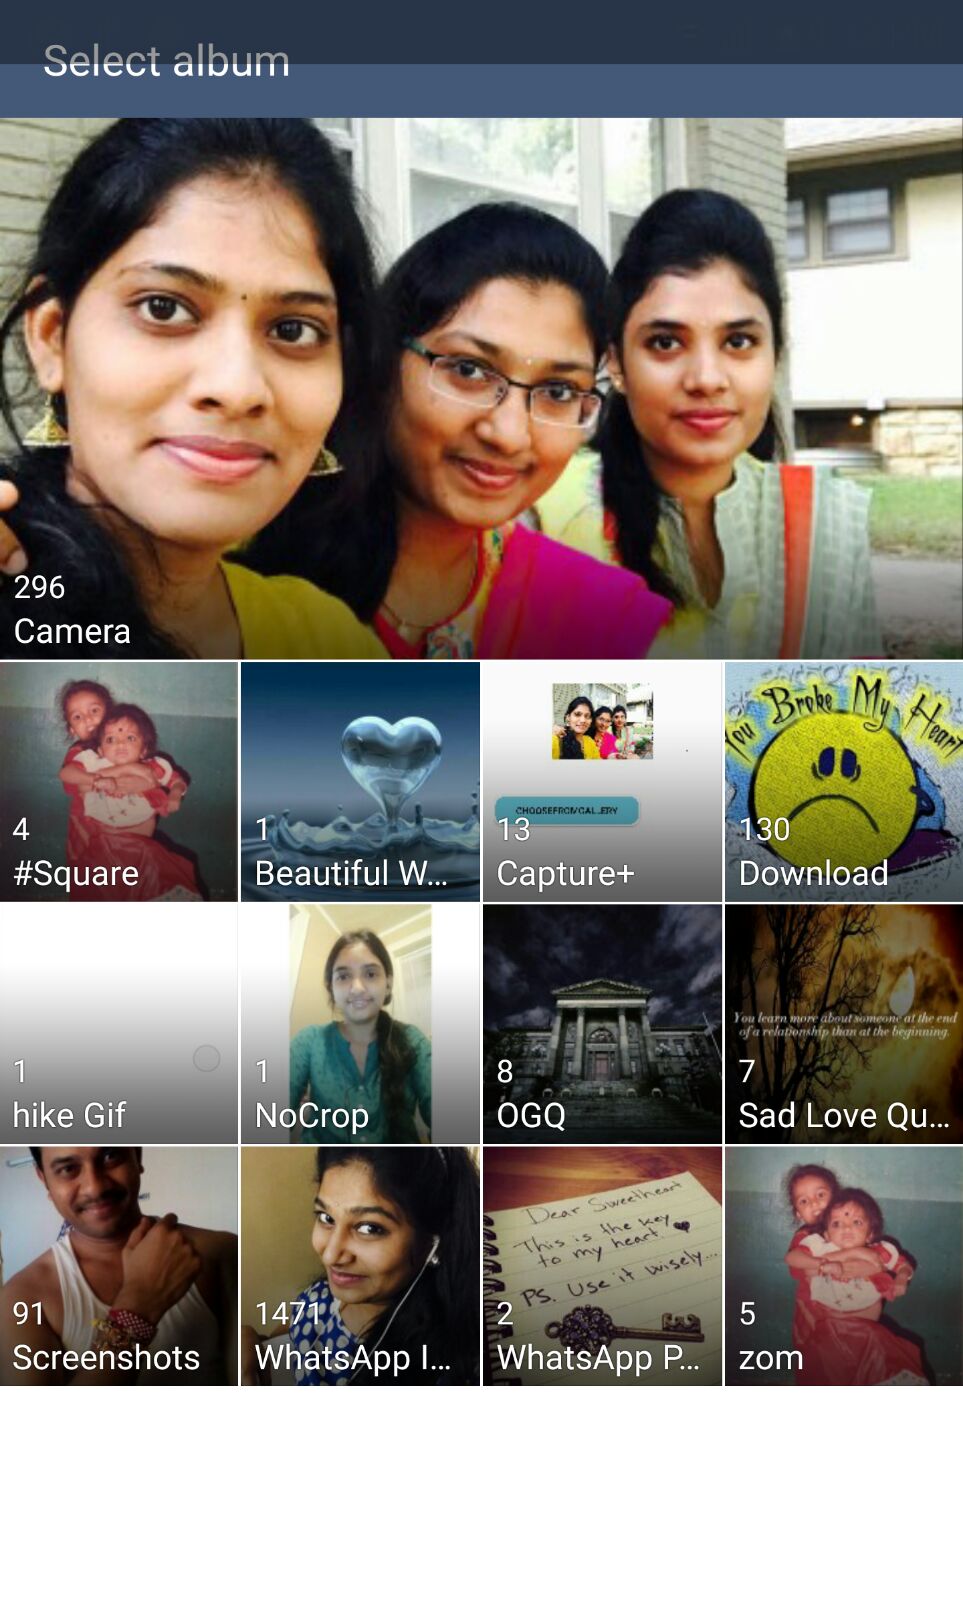 Select album
296
Camera
4
#Square
1
Beautiful W...
CHOOSEFROMGALLERY
13
Capture+
You Broke My Heart
130
Download
1
hike Gif
1
NoCrop
8
OGQ
You learn more about someone at the end
of a relationship than at the beginning.
7
Sad Love Qu...
91
Screenshots
1471
WhatsApp I...
Dear Sweetheart
This is the key
to my heart
PS. Use it wisely...
2
WhatsApp P...
5
zom